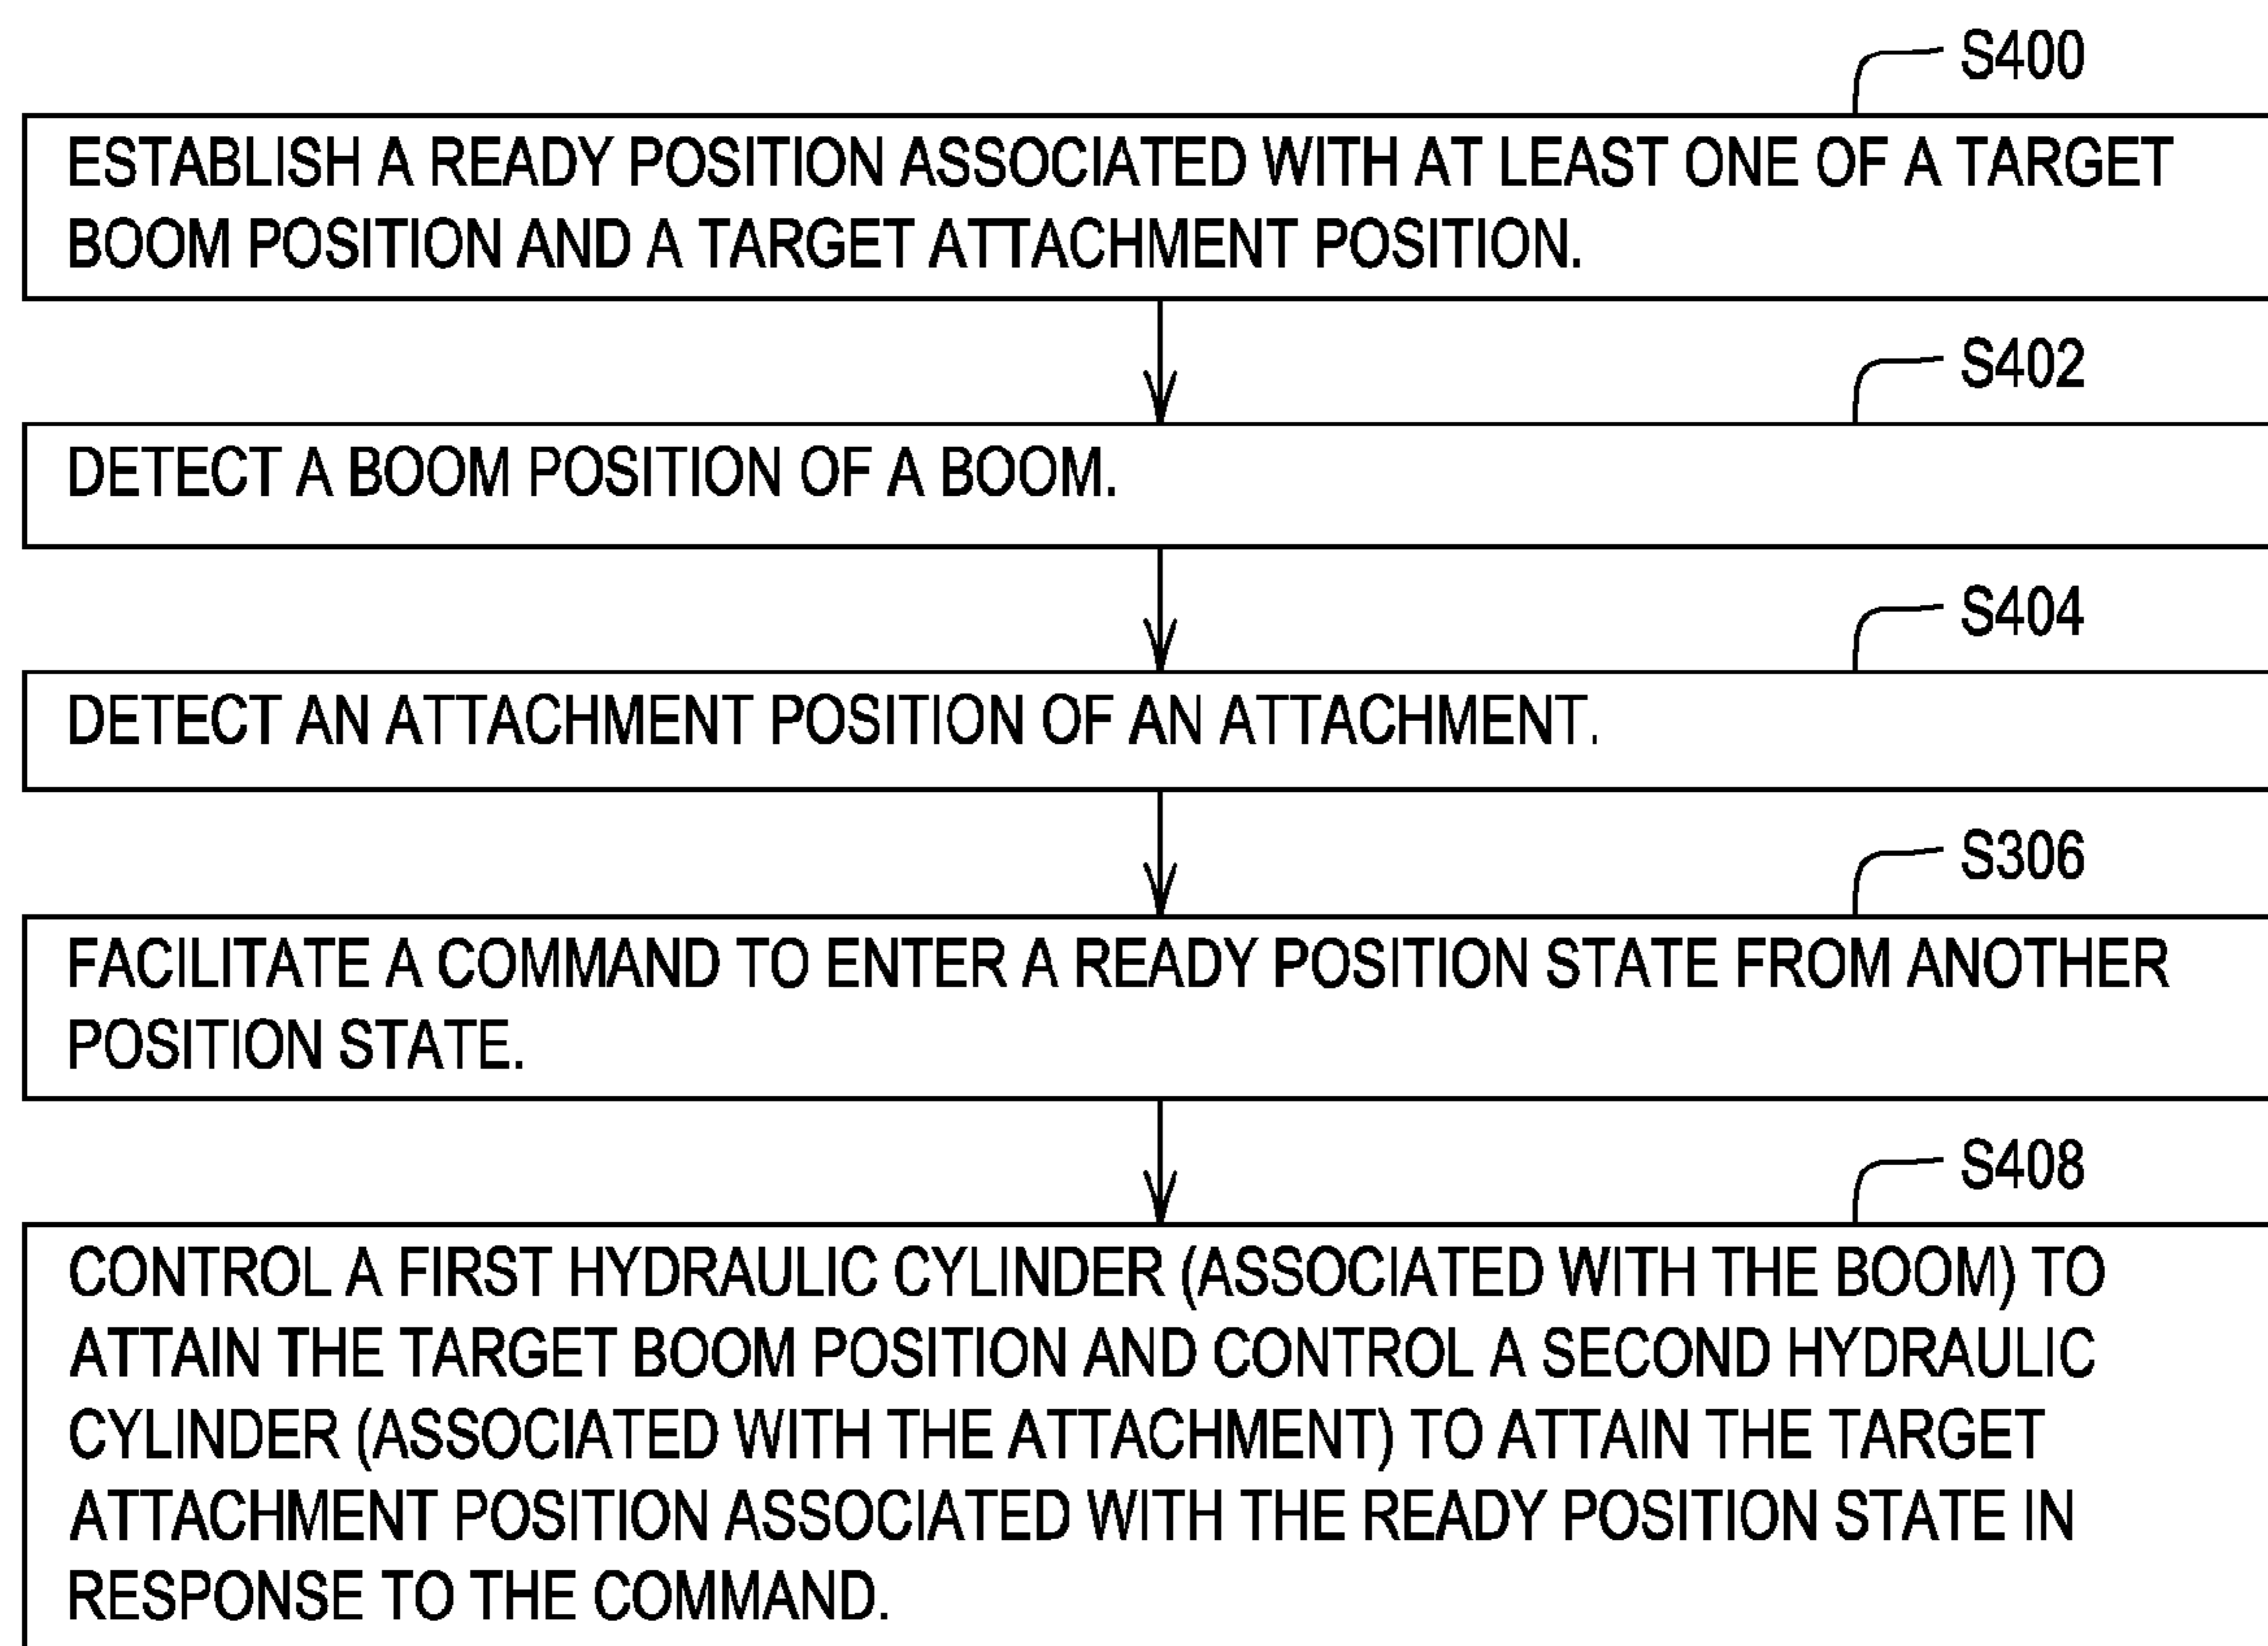 S400
ESTABLISH A READY POSITION ASSOCIATED WITH AT LEAST ONE OF A TARGET
BOOM POSITION AND A TARGET ATTACHMENT POSITION.
S402
DETECT A BOOM POSITION OF A BOOM.
S404
DETECT AN ATTACHMENT POSITION OF AN ATTACHMENT.
S306
FACILITATE A COMMAND TO ENTER A READY POSITION STATE FROM ANOTHER
POSITION STATE.
S408
CONTROL A FIRST HYDRAULIC CYLINDER (ASSOCIATED WITH THE BOOM) TO
ATTAIN THE TARGET BOOM POSITION AND CONTROL A SECOND HYDRAULIC
CYLINDER (ASSOCIATED WITH THE ATTACHMENT) TO ATTAIN THE TARGET
ATTACHMENT POSITION ASSOCIATED WITH THE READY POSITION STATE IN
RESPONSE TO THE COMMAND.